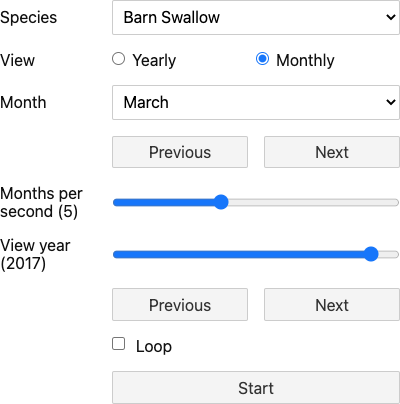 Species Barn Swallow
View Yearly Monthly
Month March
Previous Next
Months per
second (5)
View year
(2017)
Previous Next
Loop
Start